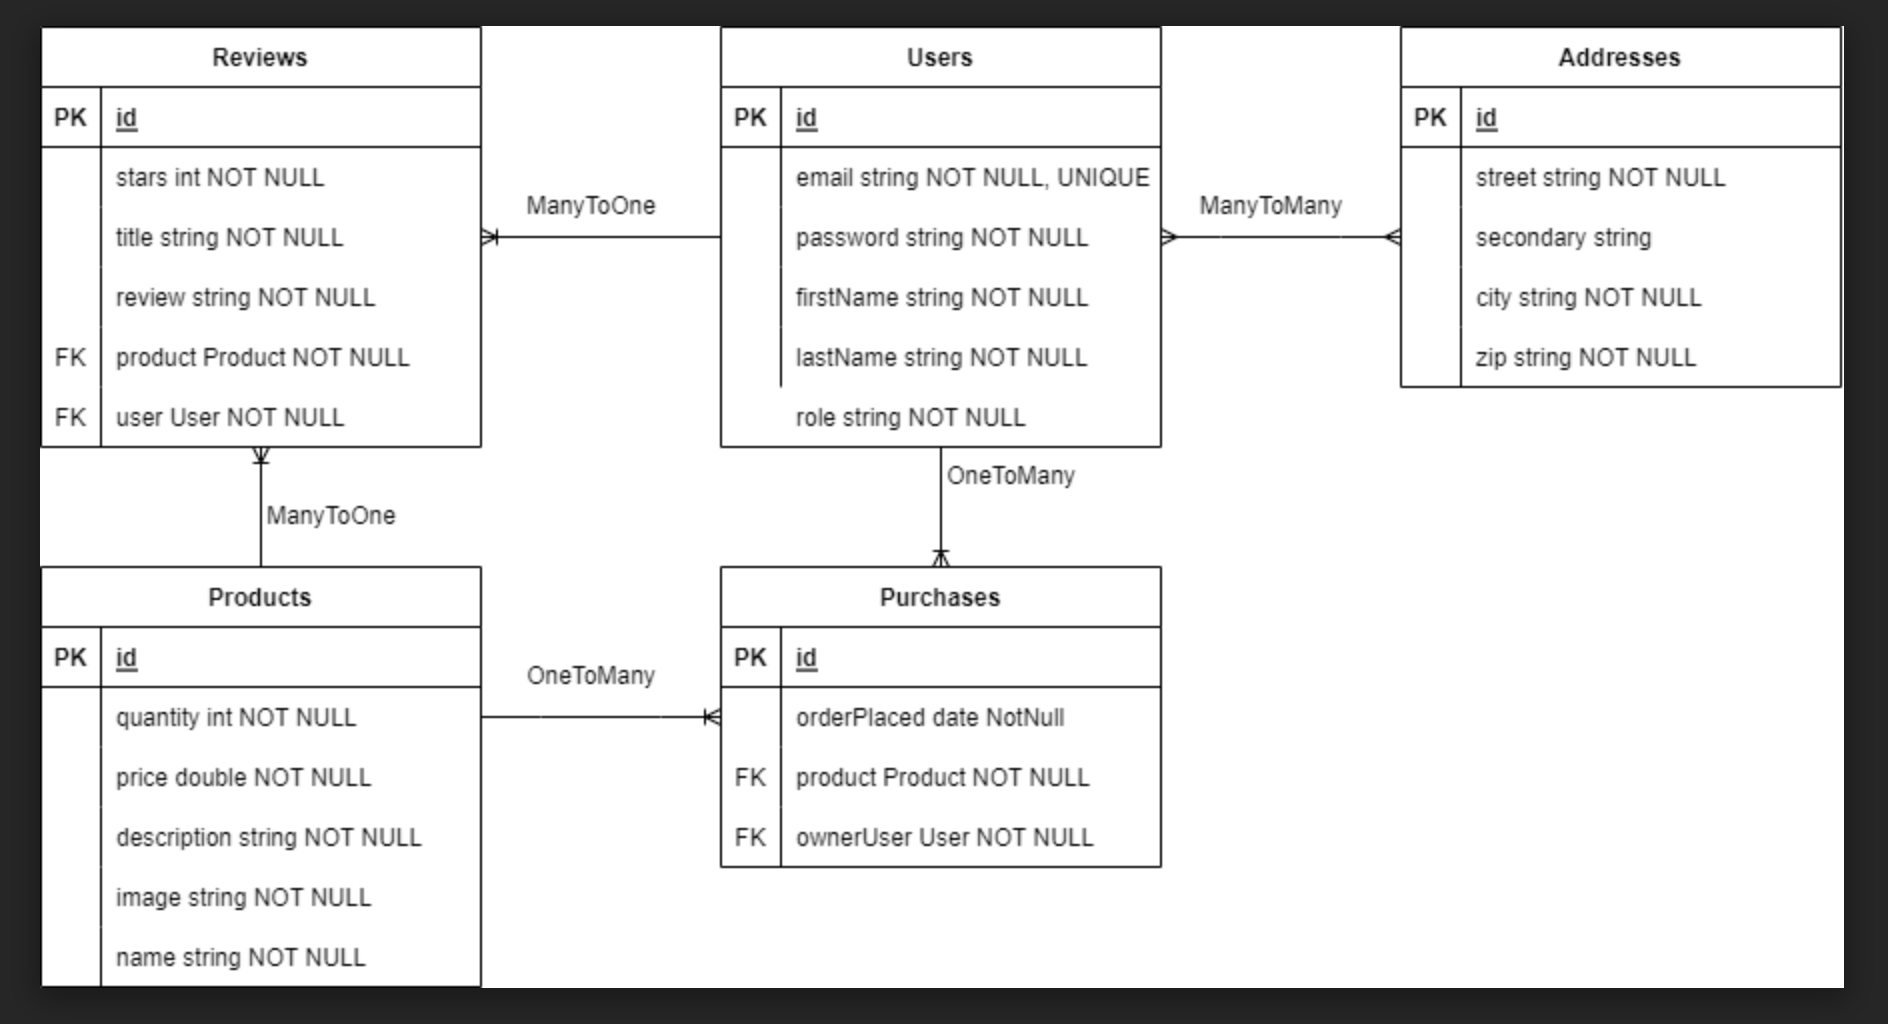 Reviews
PK id
stars int NOT NULL
title string NOT NULL
review string NOT NULL
FK product Product NOT NULL
FK user User NOT NULL
ManyToOne
Users
PK id
email string NOT NULL, UNIQUE
password string NOT NULL
firstName string NOT NULL
lastName string NOT NULL
role string NOT NULL
ManyToMany
Addresses
PK id
street string NOT NULL
secondary string
city string NOT NULL
zip string NOT NULL
ManyToOne
OneToMany
Products
PK id
quantity int NOT NULL
price double NOT NULL
description string NOT NULL
image string NOT NULL
name string NOT NULL
OneToMany
Purchases
PK id
orderPlaced date NotNull
FK product Product NOT NULL
FK ownerUser User NOT NULL